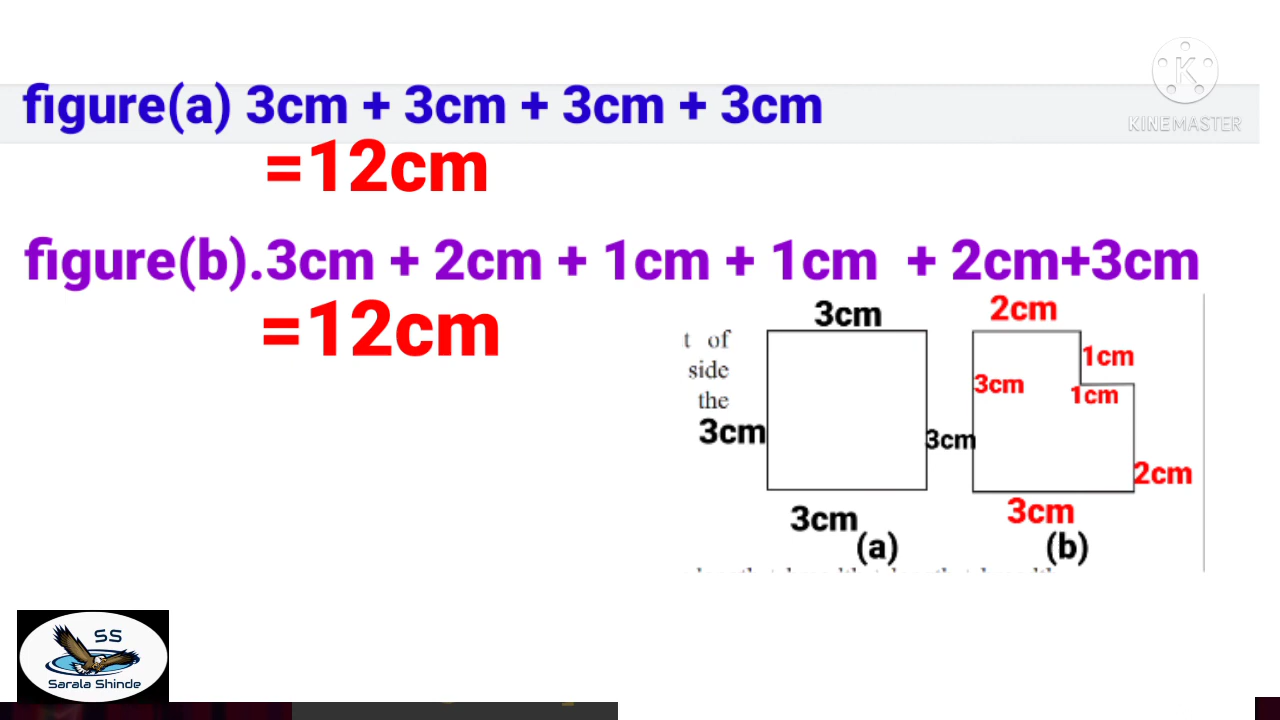 figure(a) 3cm + 3cm + 3cm + 3cm
K
KINEMASTER
=12cm
figure(b).3cm + 2cm + 1cm + 1cm + 2cm+3cm
=12cm
3cm
2cm
t of
side
the
1cm
3cm
1cm
3cm
3cm
2cm
3cm
3cm
(a)
(b)
SS
Sarala Shinde